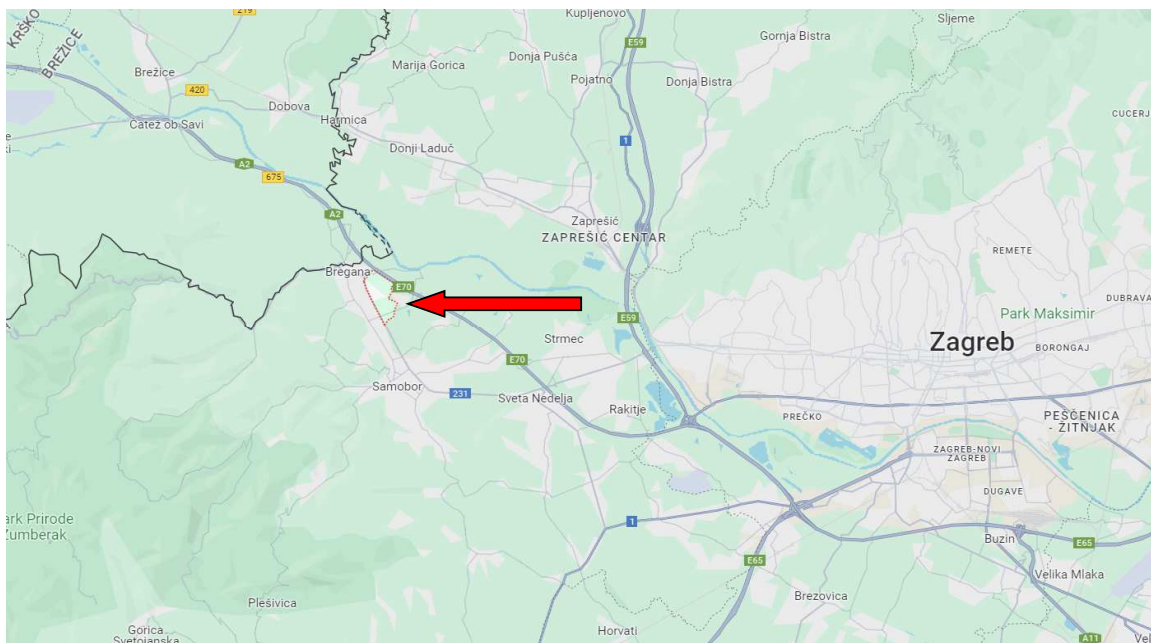 Kupljenovo
Sljeme
KRŠKO
BREŽICE
E59
Gornja Bistra
Donja Pušća
Marija Gorica
Brežice
Pojatno
Donja Bistra
420
Dobova
CUCERJ
Čatež ob Savi
Harmica
1
Donji Laduč
A2
675
A2
Zaprešić
ZAPREŠIĆ CENTAR
REMETE
Bregana
E70
DUBRAVA
Park Maksimir
E59
Strmec
Zagreb
BORONGAJ
E70
Samobor
231
Sveta Nedelja
Rakitje
PREČKO
PEŠČENICA
- ŽITNJAK
ZAGREB-NOVI
ZAGREB
DUGAVE
ark Prirode
Žumberak
1
Buzin
E65
E65
Velika Mlaka
Plešivica
Brezovica
Gorica
Svetojanska
Horvati
A11
Vel